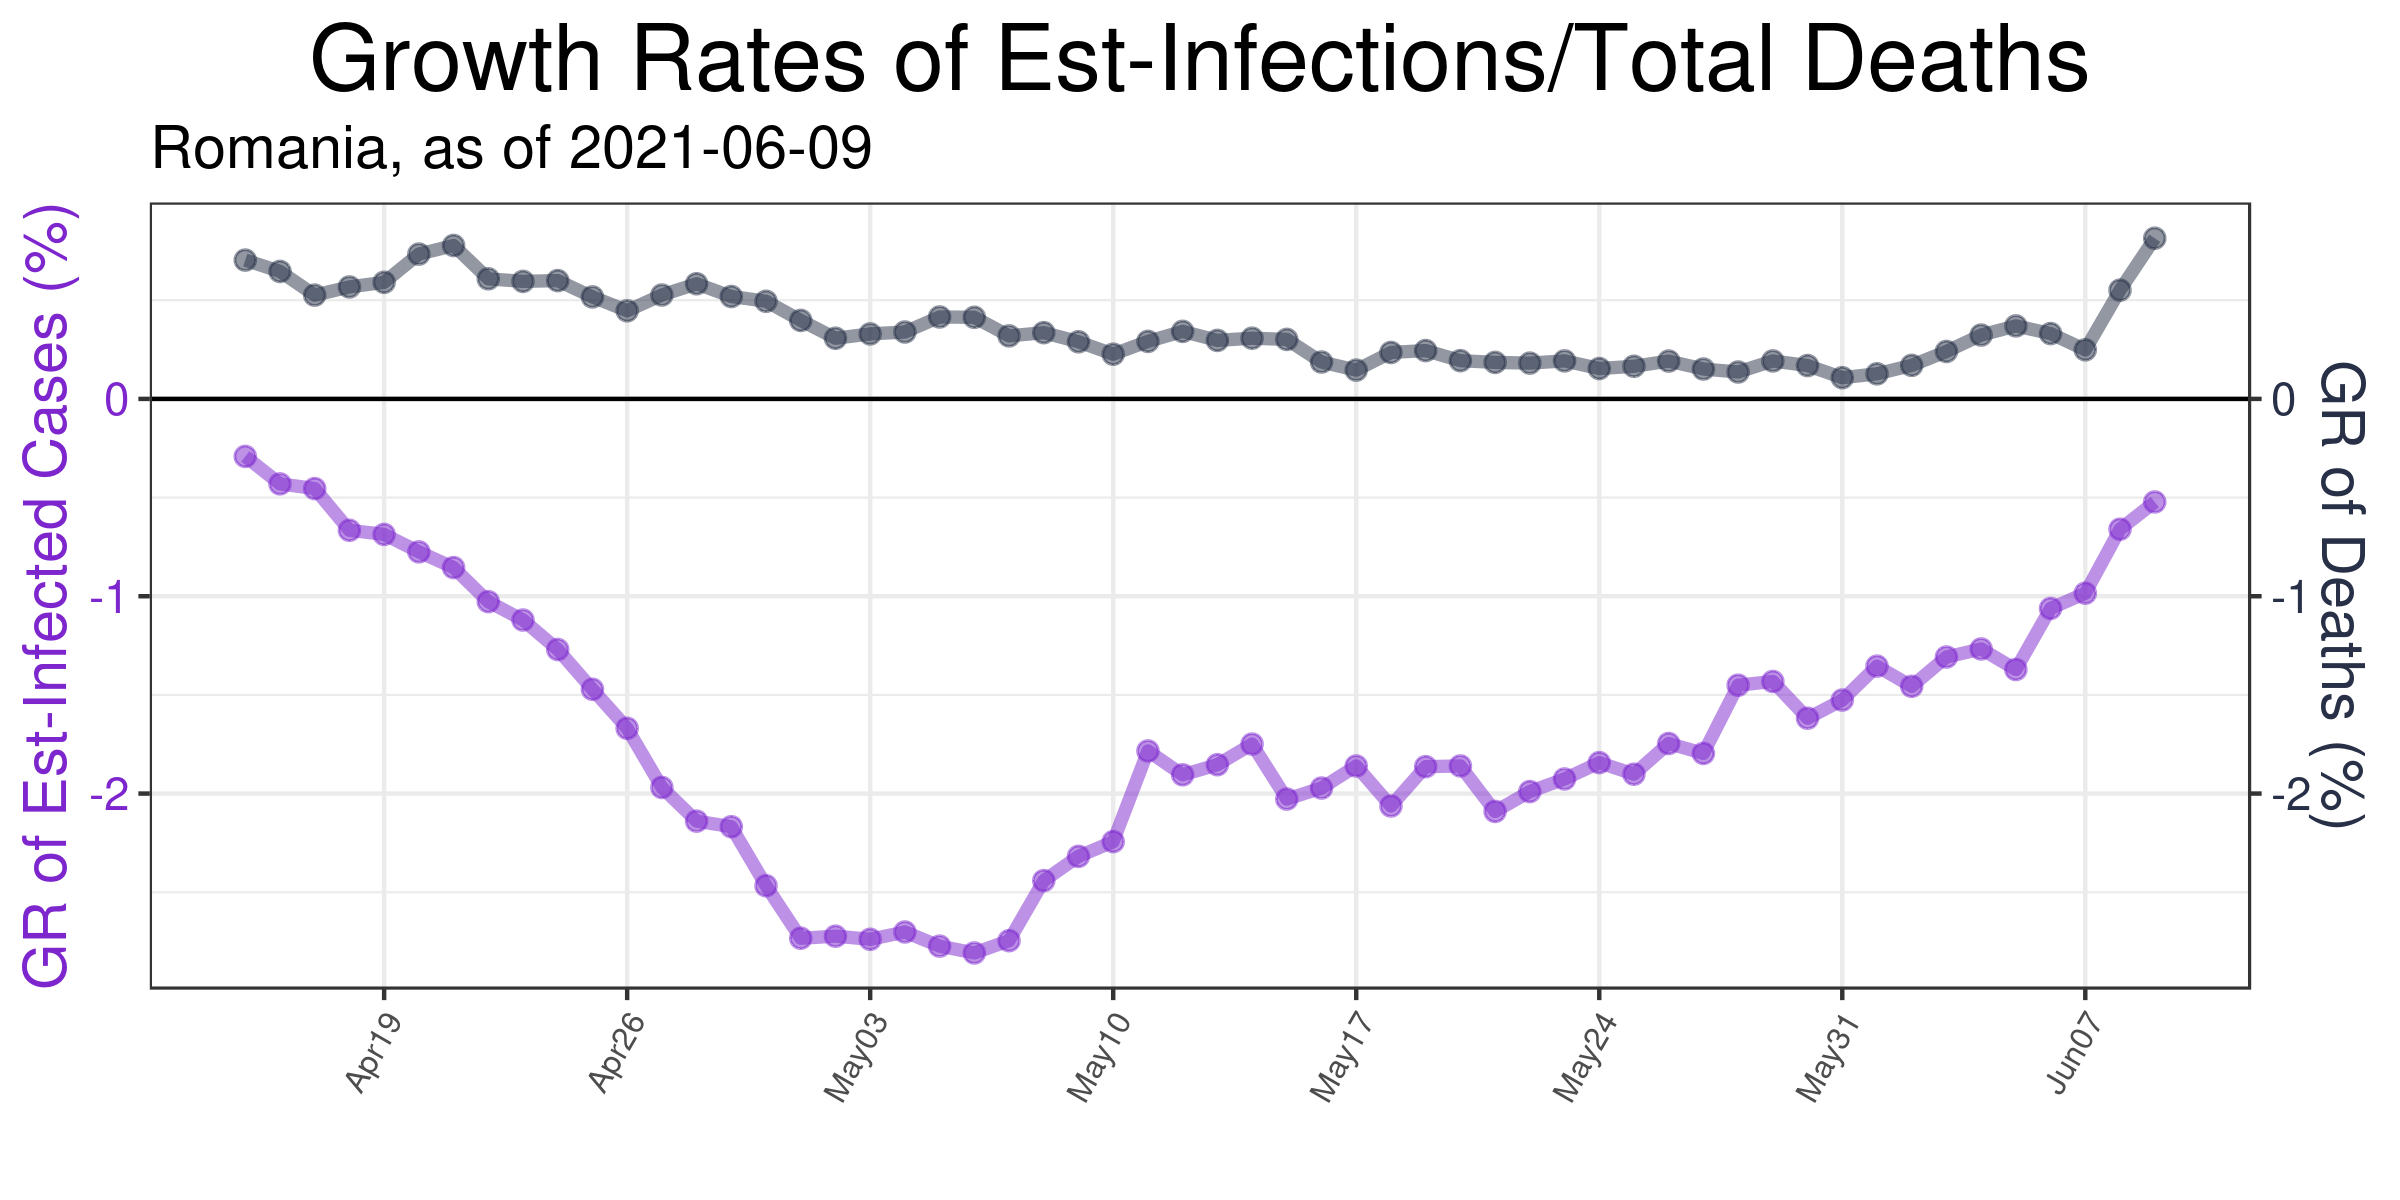 Growth Rates of Est-Infections/Total Deaths
Romania, as of 2021-06-09
GR of Est-Infected Cases (%)
0
-1
-2
0
-1
-2
GR of Deaths (%)
Apr19
Apr26
May03
May10
May17
May24
May31
Jun07